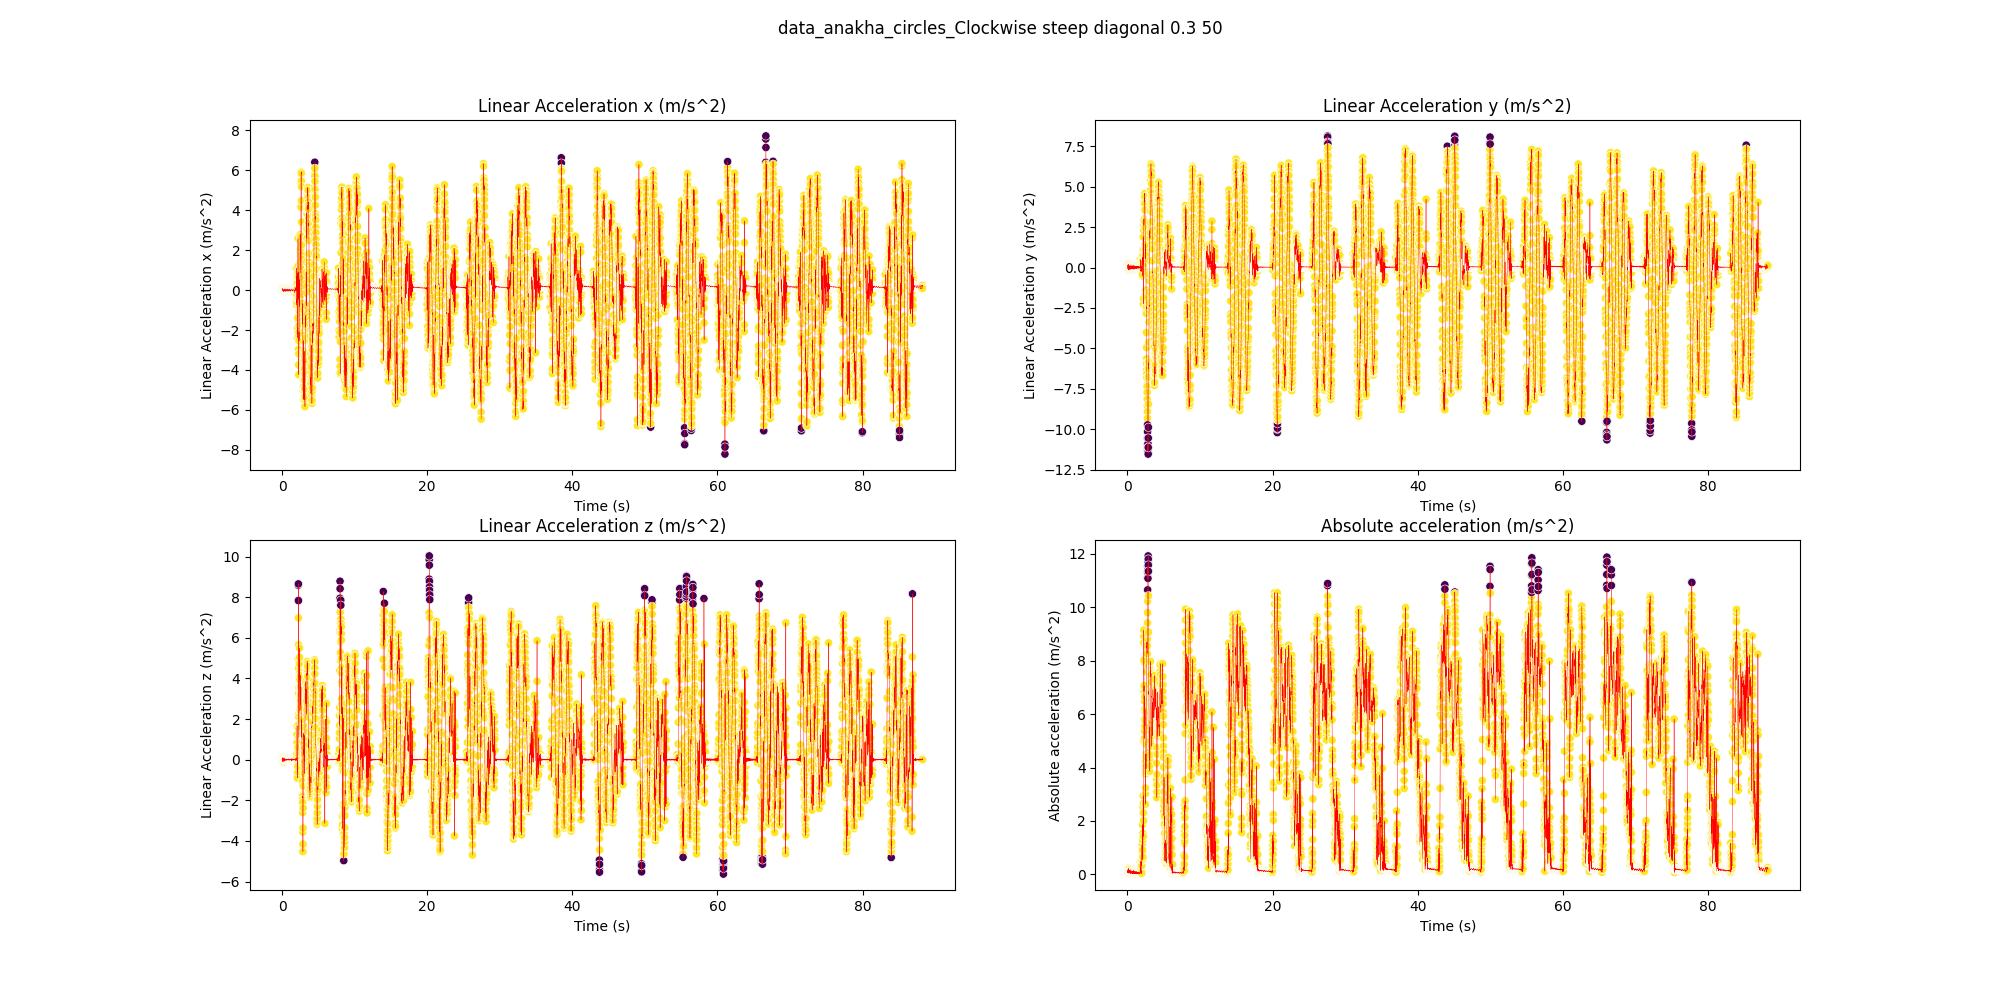 data_anakha_circles_Clockwise steep diagonal 0.3 50
Linear Acceleration x (m/s^2)
Linear Acceleration x (m/s^2)
8
6
4
2
0
−2
−4
−6
−8
0 20 40 60 80
Time (s)
Linear Acceleration y (m/s^2)
Linear Acceleration y (m/s^2)
7.5
5.0
2.5
0.0
−2.5
−5.0
−7.5
−10.0
−12.5
0 20 40 60 80
Time (s)
Linear Acceleration z (m/s^2)
Linear Acceleration z (m/s^2)
10
8
6
4
2
0
−2
−4
−6
0 20 40 60 80
Time (s)
Absolute acceleration (m/s^2)
Absolute acceleration (m/s^2)
12
10
8
6
4
2
0
0 20 40 60 80
Time (s)